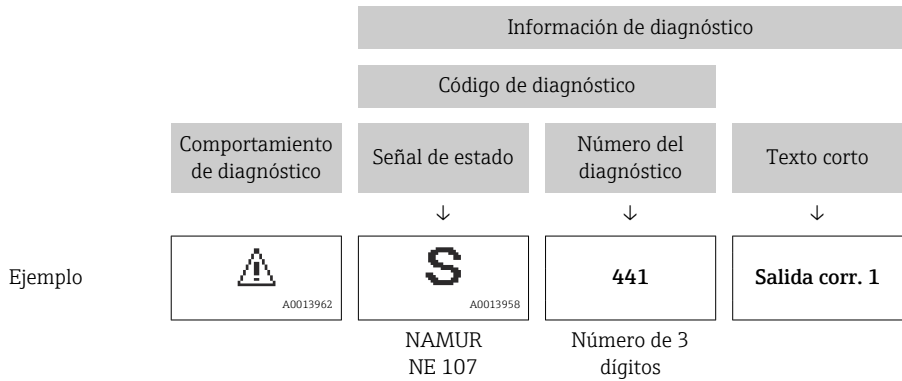 Información de diagnóstico
Código de diagnóstico
Comportamiento
de diagnóstico
Señal de estado
Número del
diagnóstico
Texto corto
↓ ↓ ↓
Ejemplo
A0013962
S
A0013958
441
Salida corr. 1
NAMUR
NE 107
Número de 3
dígitos